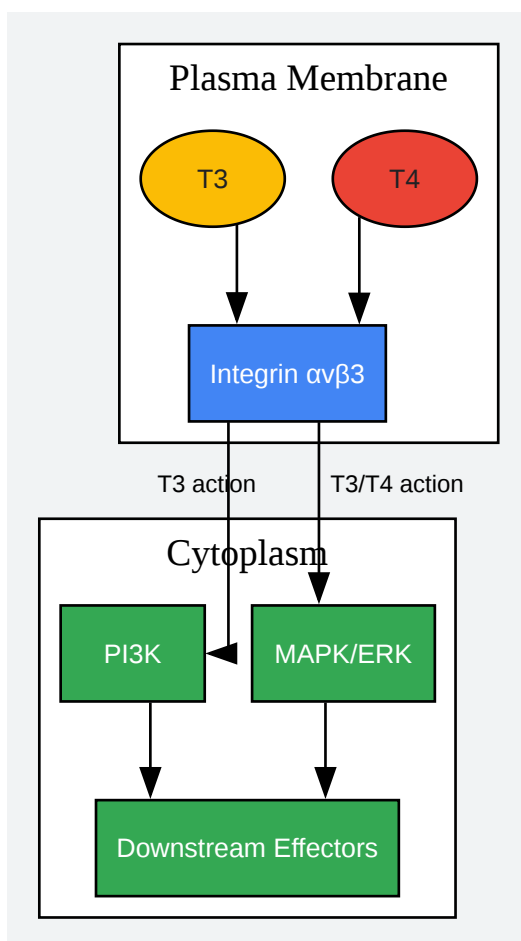 Plasma Membrane
T3
T4
Integrin αvβ3
T3 action
T3/T4 action
Cytoplasm
PI3K
MAPK/ERK
Downstream Effectors